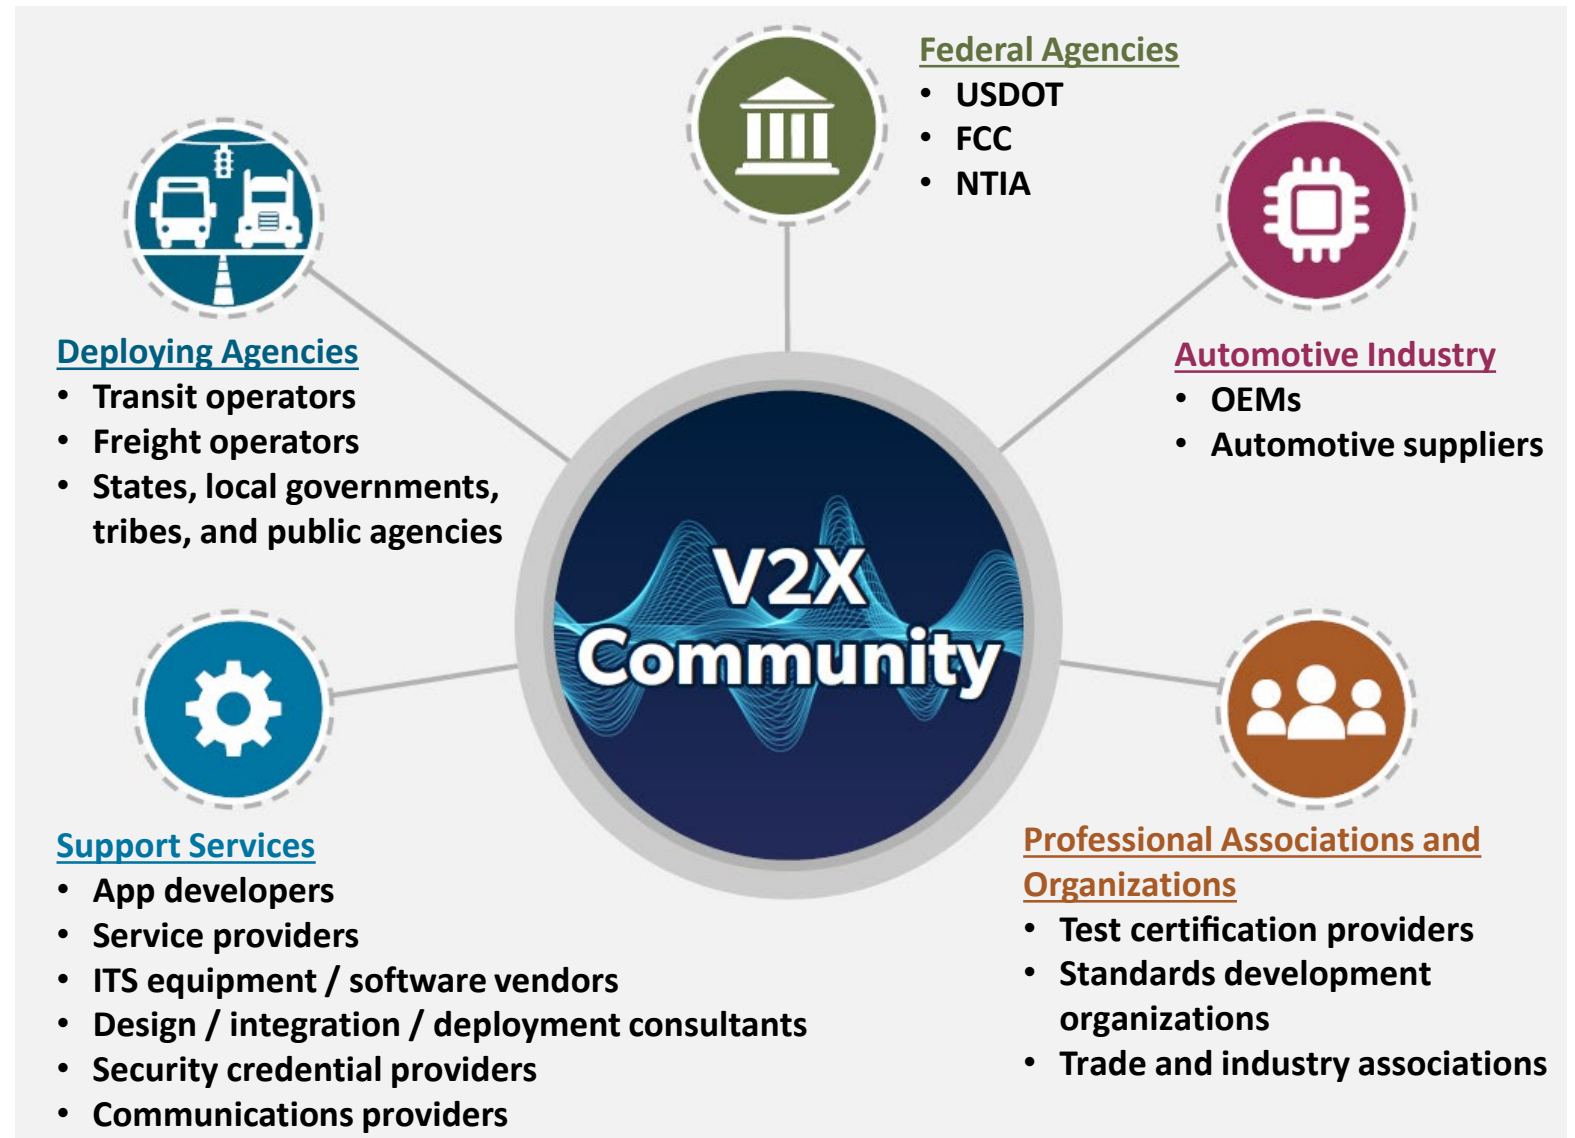 Federal Agencies
• USDOT
• FCC
• NTIA
Deploying Agencies
• Transit operators
• Freight operators
• States, local governments,
tribes, and public agencies
Automotive Industry
• OEMs
• Automotive suppliers
V2X
Community
Support Services
• App developers
• Service providers
• ITS equipment / software vendors
• Design / integration / deployment consultants
• Security credential providers
• Communications providers
Professional Associations and
Organizations
• Test certification providers
• Standards development
organizations
• Trade and industry associations